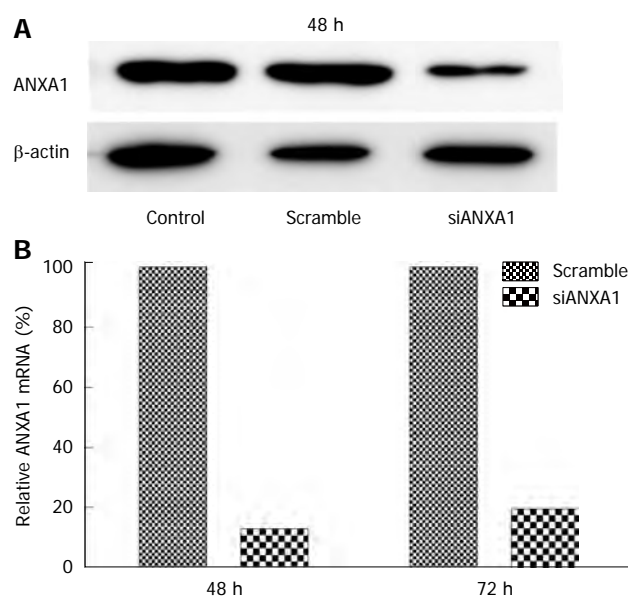 A
48 h
ANXA1
β-actin
Control Scramble siANXA1
B
Scramble
siANXA1
Relative ANXA1 mRNA (%)
100
80
60
40
20
0
48 h 72 h